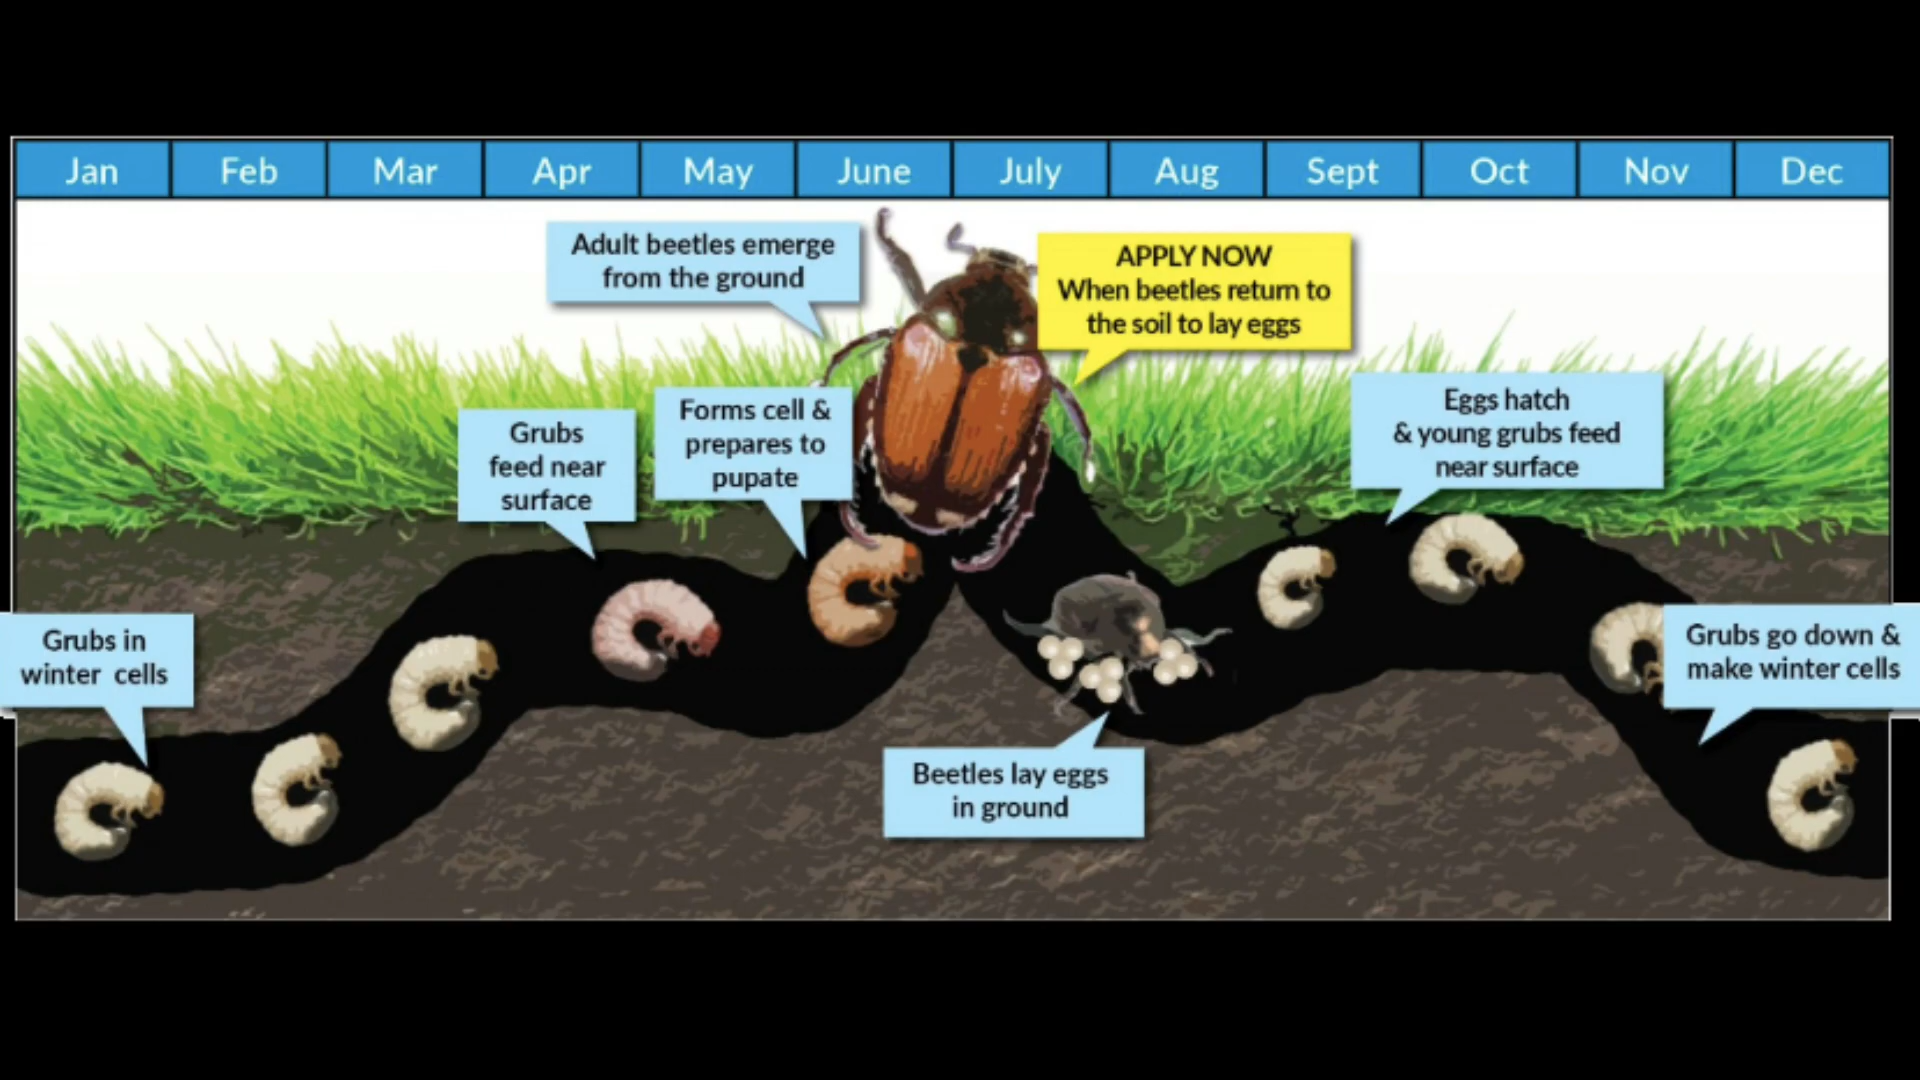 Jan Feb Mar Apr May June July Aug Sept Oct Nov Dec
Adult beetles emerge
from the ground
APPLY NOW
When beetles return to
the soil to lay eggs
Grubs
feed near
surface
Forms cell &
prepares to
pupate
Eggs hatch
& young grubs feed
near surface
Grubs in
winter cells
Grubs go down &
make winter cells
Beetles lay eggs
in ground